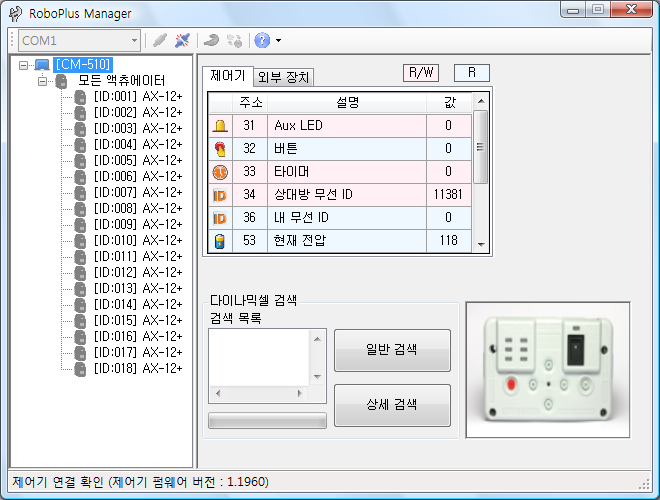 RoboPlus Manager
COM1
[CM-510]
모든 액츄에이터
[ID:001] AX-12+
[ID:002] AX-12+
[ID:003] AX-12+
[ID:004] AX-12+
[ID:005] AX-12+
[ID:006] AX-12+
[ID:007] AX-12+
[ID:008] AX-12+
[ID:009] AX-12+
[ID:010] AX-12+
[ID:011] AX-12+
[ID:012] AX-12+
[ID:013] AX-12+
[ID:014] AX-12+
[ID:015] AX-12+
[ID:016] AX-12+
[ID:017] AX-12+
[ID:018] AX-12+
제어기 외부 장치 R/W R
주소 설명 값
31 Aux LED 0
32 버튼 0
33 타이머 0
ID 34 상대방 무선 ID 11381
ID 36 내 무선 ID 0
53 현재 전압 118
다이나믹셀 검색
검색 목록
일반 검색
상세 검색
제어기 연결 확인 (제어기 펌웨어 버전 : 1.1960)